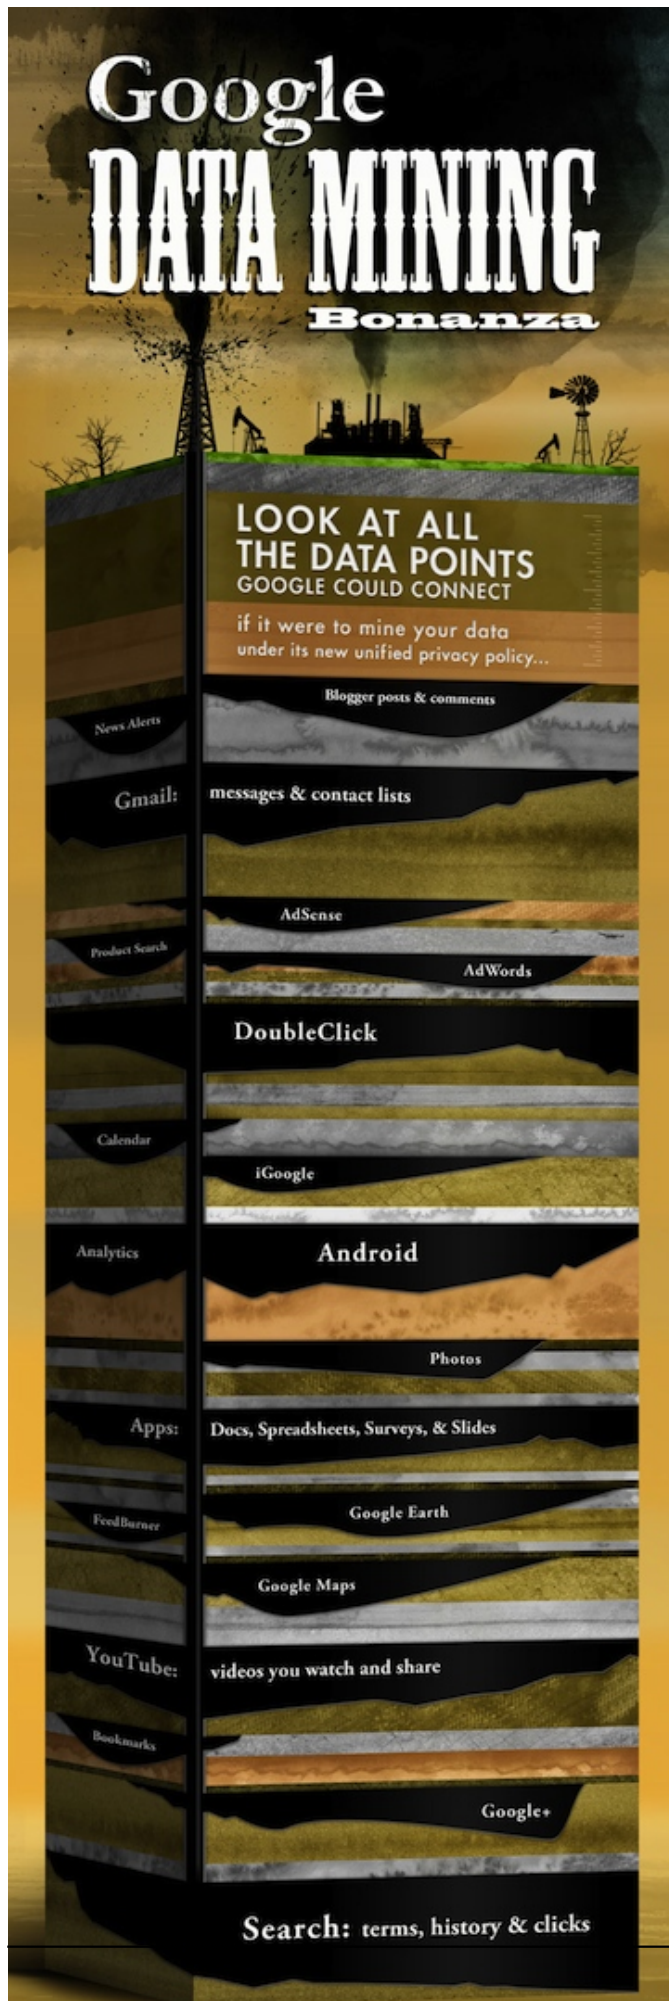 Google
DATA MINING
Bonanza
LOOK AT ALL
THE DATA POINTS
GOOGLE COULD CONNECT
if it were to mine your data
under its new unified privacy policy...
Blogger posts & comments
News Alerts
Gmail: messages & contact lists
AdSense
Product Search
AdWords
DoubleClick
Calendar
iGoogle
Analytics
Android
Photos
Apps: Docs, Spreadsheets, Surveys, & Slides
Google Earth
FeedBurner
Google Maps
YouTube: videos you watch and share
Bookmarks
Google+
Search: terms, history & clicks